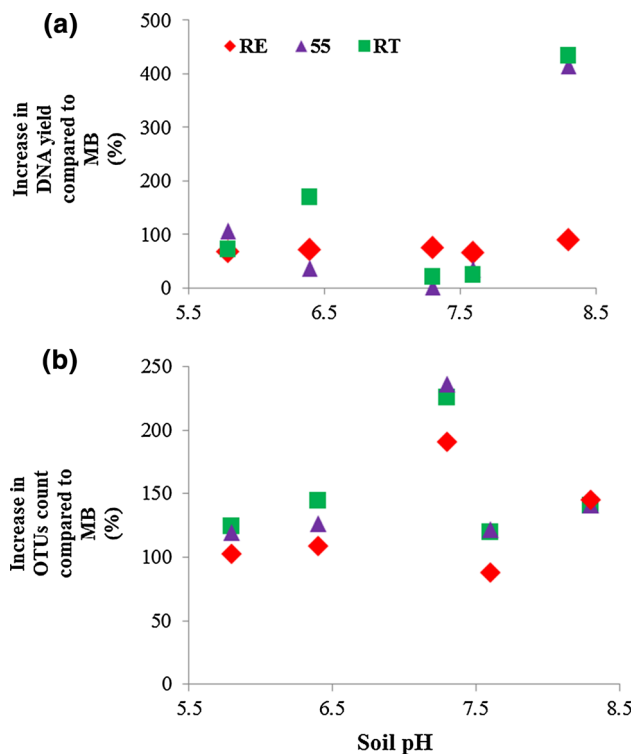 (a)
500
◆ RE ▲ 55 ■ RT
400
300
200
100
0
5.5 6.5 7.5 8.5
Increase in
DNA yield
compared to
MB
(%)
(b)
250
200
150
100
50
0
5.5 6.5 7.5 8.5
Increase in
OTUs count
compared to
MB
(%)
Soil pH